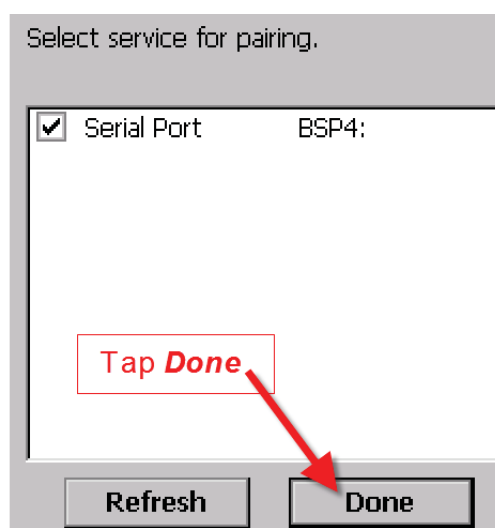 Select service for pairing.
Serial Port BSP4:
Tap Done
Refresh Done